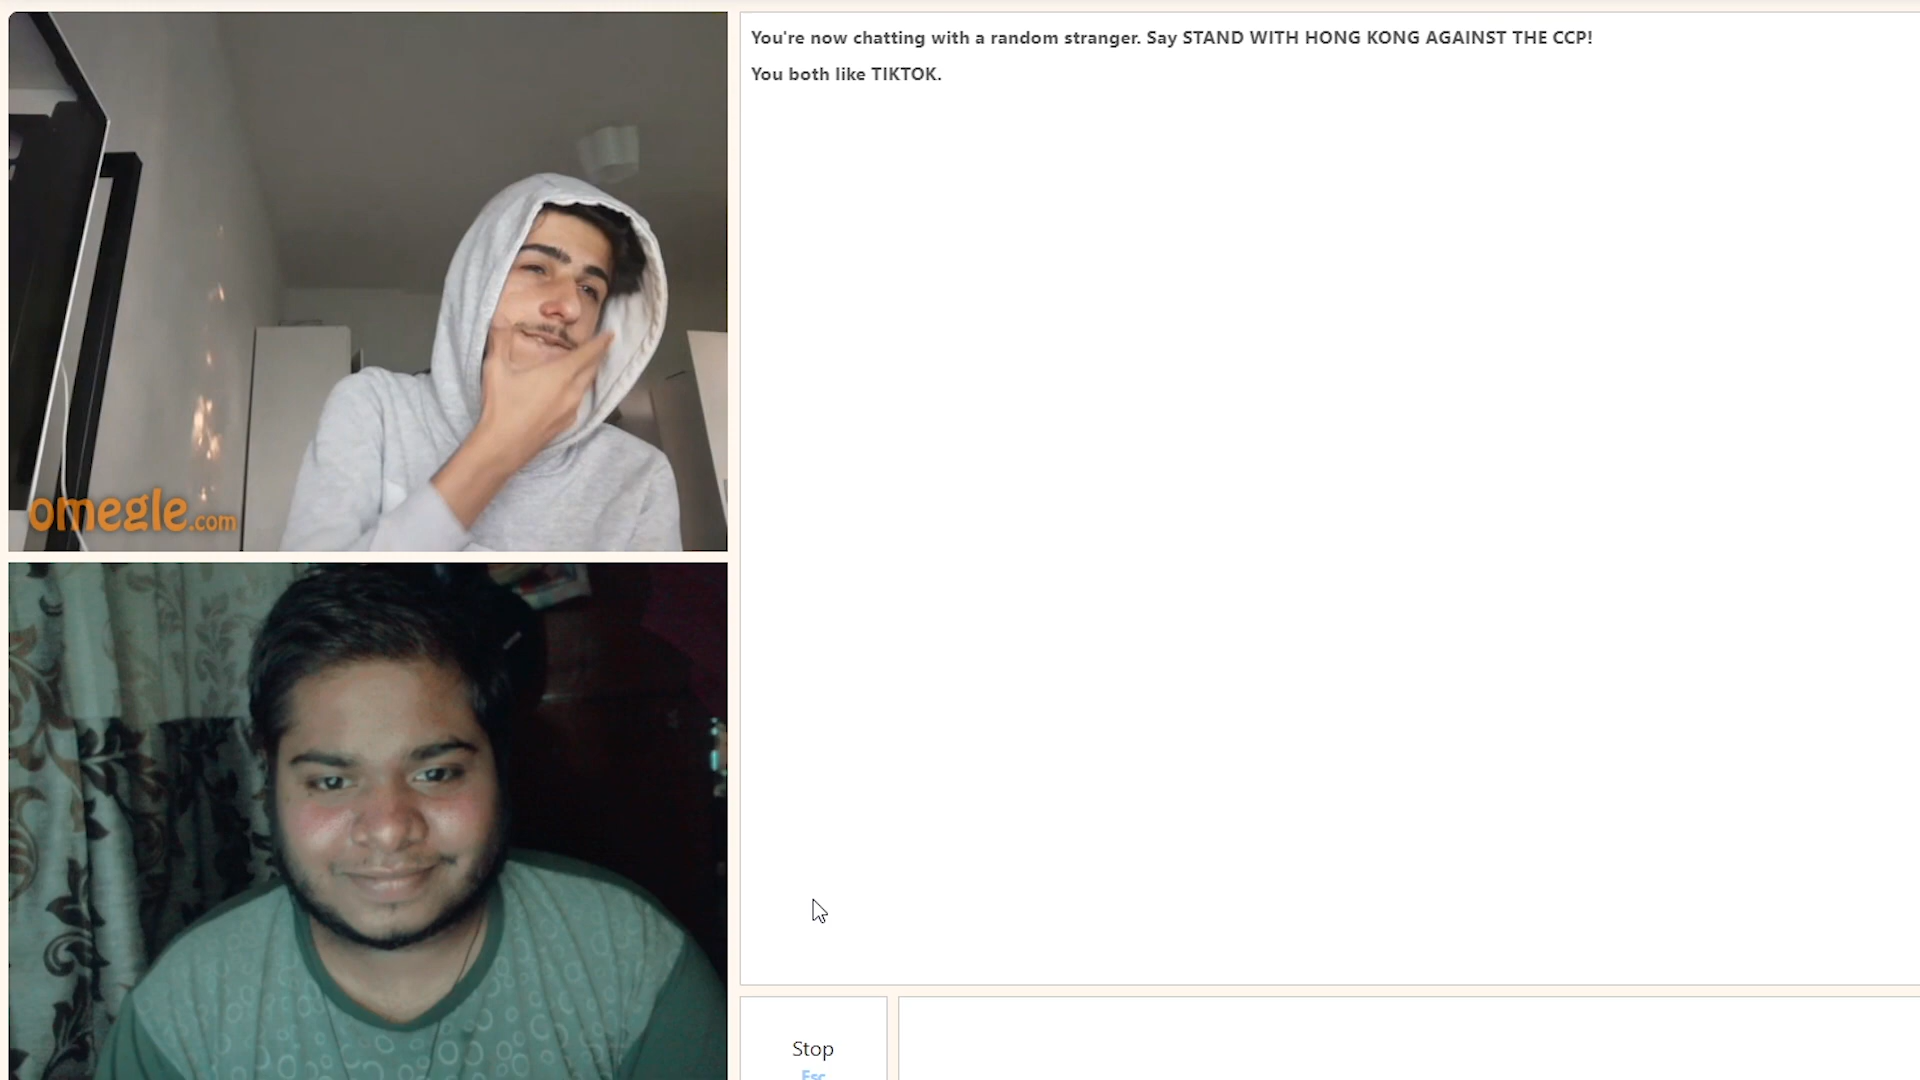 You're now chatting with a random stranger. Say STAND WITH HONG KONG AGAINST THE CCP!
You both like TIKTOK.
omegle.com
Stop
Esc